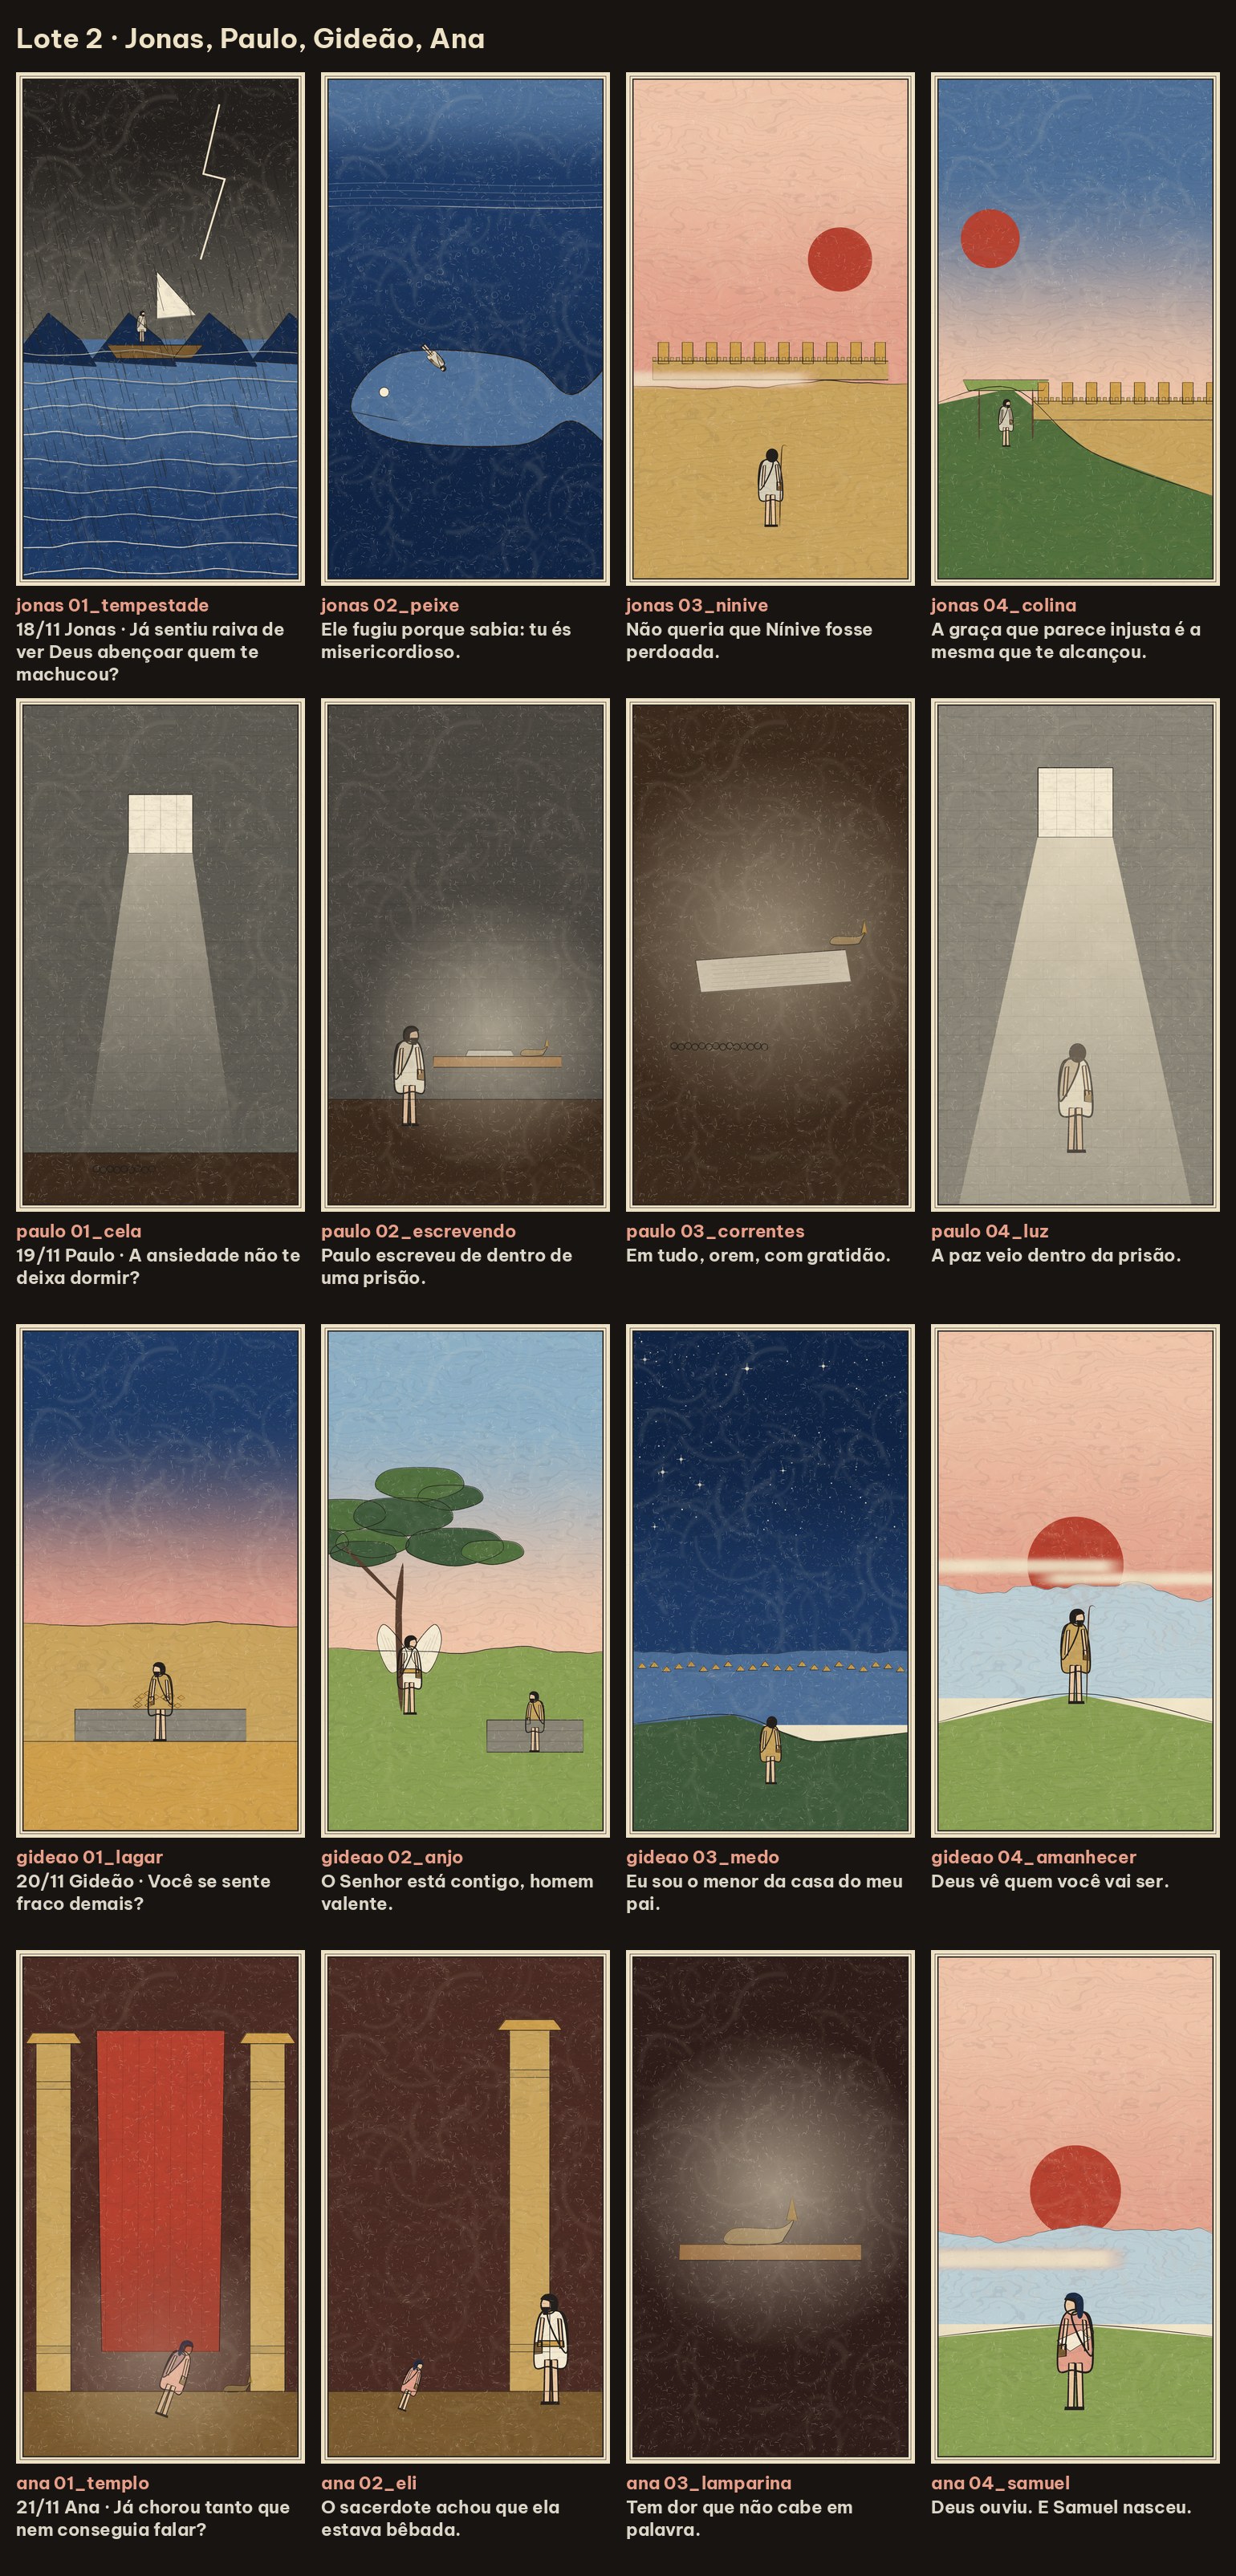 Lote 2 · Jonas, Paulo, Gideão, Ana
jonas 01_tempestade
18/11 Jonas · Já sentiu raiva de
ver Deus abençoar quem te
machucou?
jonas 02_peixe
Ele fugiu porque sabia: tu és
misericordioso.
jonas 03_ninive
Não queria que Nínive fosse
perdoada.
jonas 04_colina
A graça que parece injusta é a
mesma que te alcançou.
paulo 01_cela
19/11 Paulo · A ansiedade não te
deixa dormir?
paulo 02_escrevendo
Paulo escreveu de dentro de
uma prisão.
paulo 03_correntes
Em tudo, orem, com gratidão.
paulo 04_luz
A paz veio dentro da prisão.
gideao 01_lagar
20/11 Gideão · Você se sente
fraco demais?
gideao 02_anjo
O Senhor está contigo, homem
valente.
gideao 03_medo
Eu sou o menor da casa do meu
pai.
gideao 04_amanhecer
Deus vê quem você vai ser.
ana 01_templo
21/11 Ana · Já chorou tanto que
nem conseguia falar?
ana 02_eli
O sacerdote achou que ela
estava bêbada.
ana 03_lamparina
Tem dor que não cabe em
palavra.
ana 04_samuel
Deus ouviu. E Samuel nasceu.